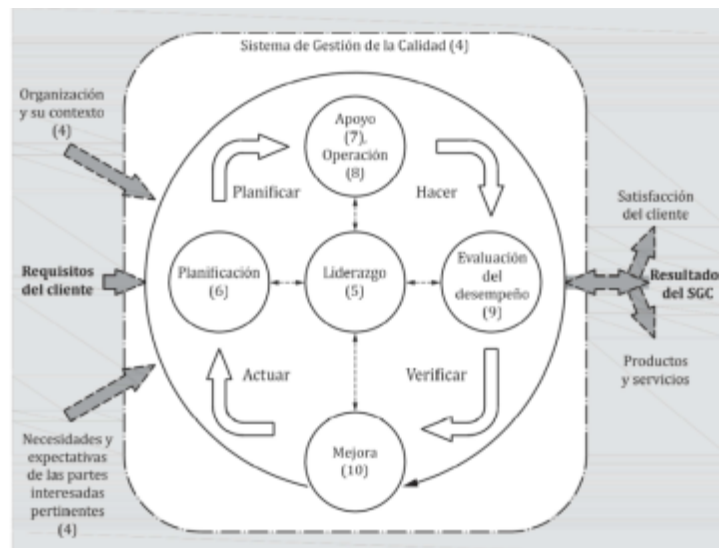 Sistema de Gestión de la Calidad (4)
Organización
y su contexto
(4)
Apoyo
(7),
Operación
(8)
Planificar
Hacer
Satisfacción
del cliente
Requisitos
del cliente
Planificación
(6)
Liderazgo
(5)
Evaluación
del
desempeño
(9)
Resultado
del SGC
Actuar
Verificar
Productos
y servicios
Mejora
(10)
Necesidades y
expectativas
de las partes
interesadas
pertinentes
(4)